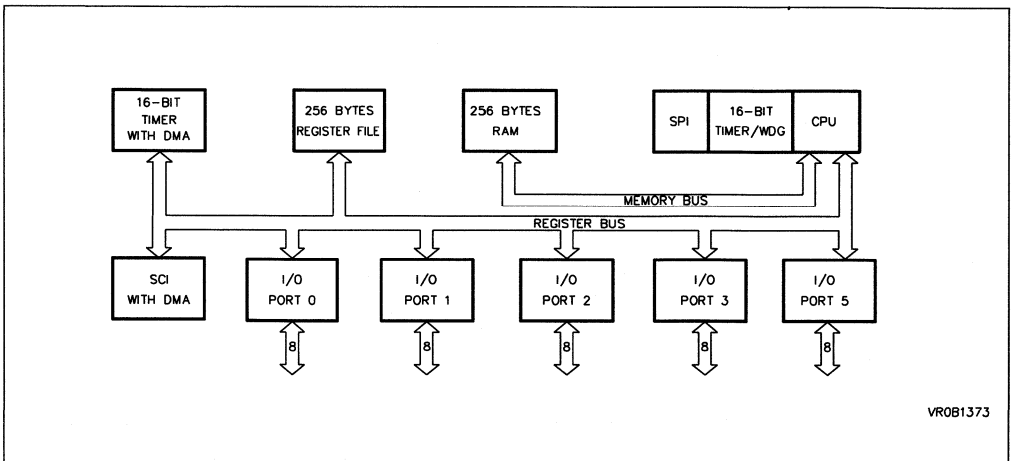 16-BIT
TIMER
WITH DMA
256 BYTES
REGISTER FILE
256 BYTES
RAM
SPI
16-BIT
TIMER/WDG
CPU
MEMORY BUS
REGISTER BUS
SCI
WITH DMA
I/O
PORT 0
I/O
PORT 1
I/O
PORT 2
I/O
PORT 3
I/O
PORT 5
8
8
8
8
8
VR0B1373